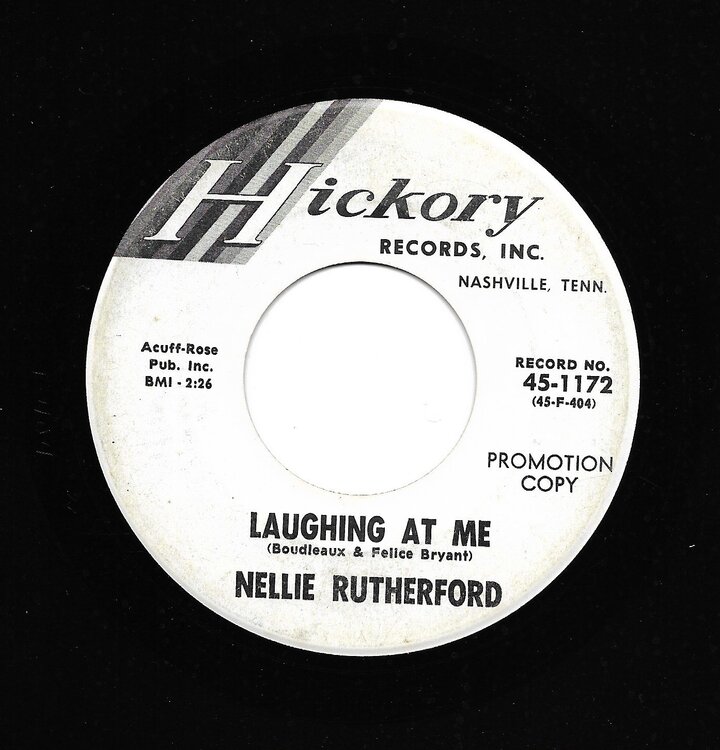 Hickory
RECORDS, INC.
NASHVILLE, TENN.
Acuff-Rose
Pub. Inc.
BMI - 2:26
RECORD NO.
45-1172
(45-F-404)
PROMOTION
COPY
LAUGHING AT ME
(Boudleaux & Felice Bryant)
NELLIE RUTHERFORD